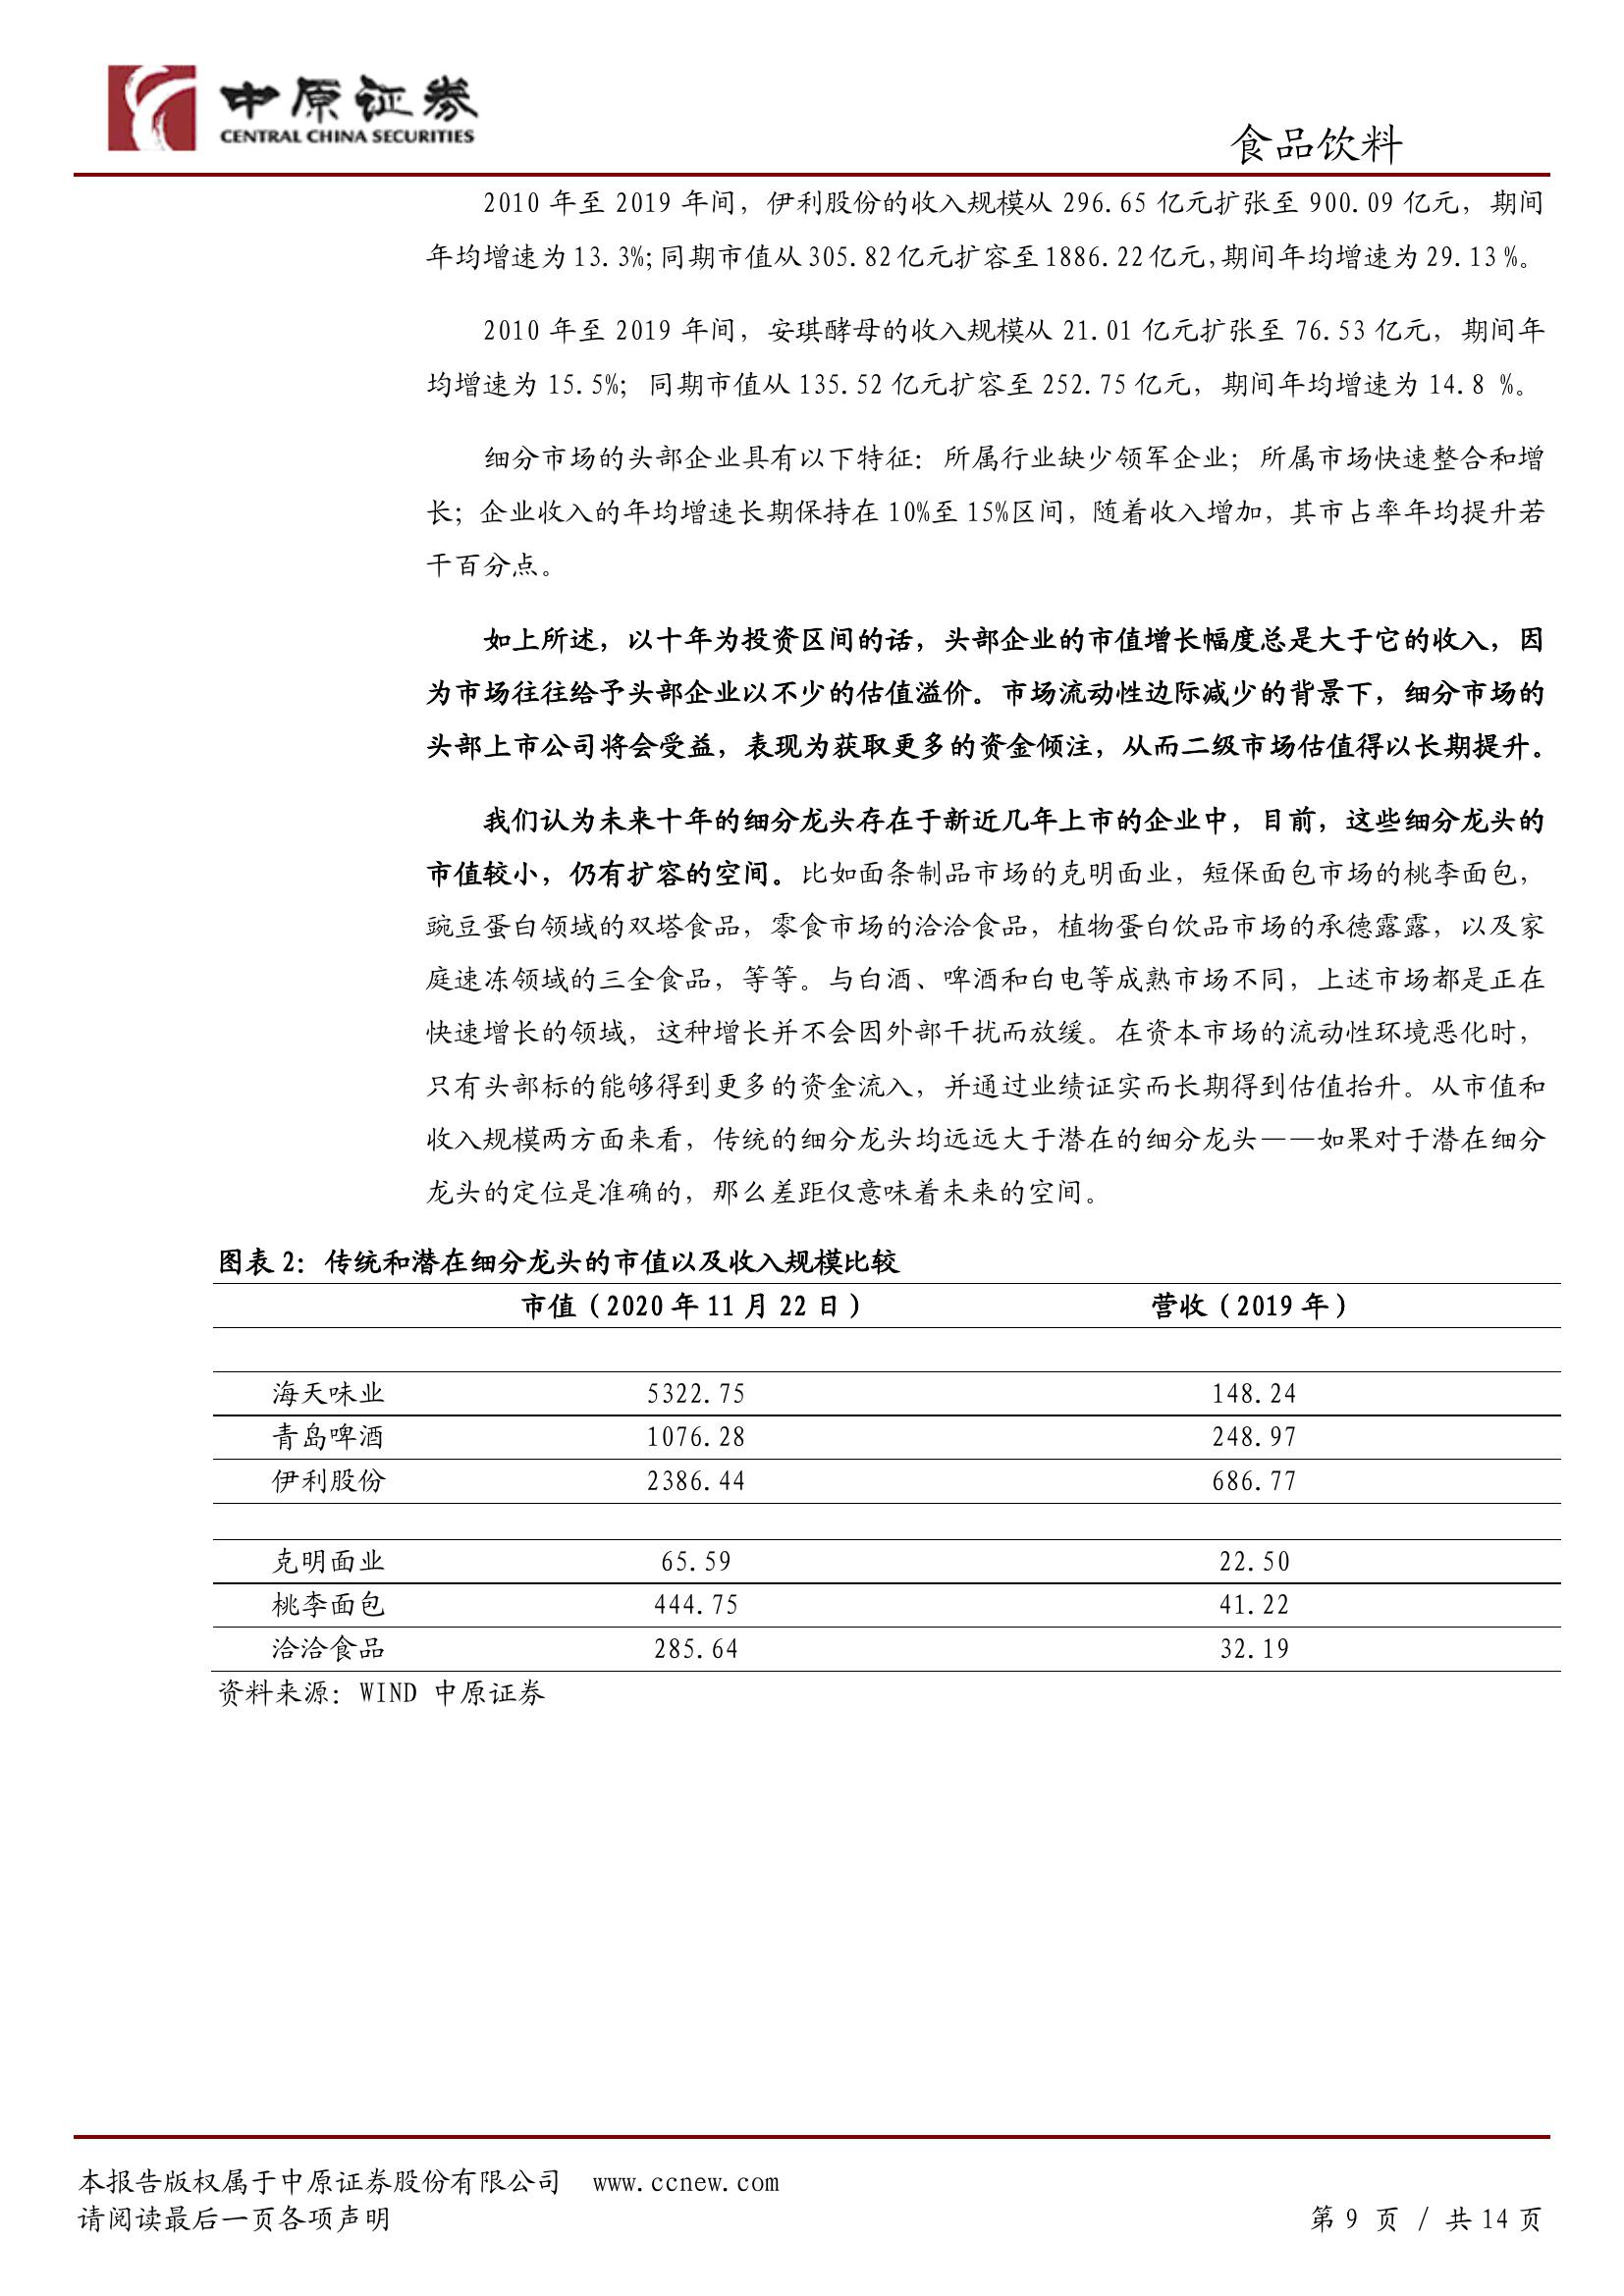 中原证券
CENTRAL CHINA SECURITIES
食品饮料
2010 年至 2019 年间，伊利股份的收入规模从 296.65 亿元扩张至 900.09 亿元，期间
年均增速为 13.3%;同期市值从 305.82 亿元扩容至 1886.22 亿元,期间年均增速为 29.13 %。
2010 年至 2019 年间，安琪酵母的收入规模从 21.01 亿元扩张至 76.53 亿元，期间年
均增速为 15.5%；同期市值从 135.52 亿元扩容至 252.75 亿元，期间年均增速为 14.8 %。
细分市场的头部企业具有以下特征：所属行业缺少领军企业；所属市场快速整合和增
长；企业收入的年均增速长期保持在 10%至 15%区间，随着收入增加，其市占率年均提升若
干百分点。
如上所述，以十年为投资区间的话，头部企业的市值增长幅度总是大于它的收入，因
为市场往往给予头部企业以不少的估值溢价。市场流动性边际减少的背景下，细分市场的
头部上市公司将会受益，表现为获取更多的资金倾注，从而二级市场估值得以长期提升。
我们认为未来十年的细分龙头存在于新近几年上市的企业中，目前，这些细分龙头的
市值较小，仍有扩容的空间。比如面条制品市场的克明面业，短保面包市场的桃李面包，
豌豆蛋白领域的双塔食品，零食市场的洽洽食品，植物蛋白饮品市场的承德露露，以及家
庭速冻领域的三全食品，等等。与白酒、啤酒和白电等成熟市场不同，上述市场都是正在
快速增长的领域，这种增长并不会因外部干扰而放缓。在资本市场的流动性环境恶化时，
只有头部标的能够得到更多的资金流入，并通过业绩证实而长期得到估值抬升。从市值和
收入规模两方面来看，传统的细分龙头均远远大于潜在的细分龙头——如果对于潜在细分
龙头的定位是准确的，那么差距仅意味着未来的空间。
图表 2：传统和潜在细分龙头的市值以及收入规模比较
市值（2020 年 11 月 22 日） 营收（2019 年）
海天味业 5322.75 148.24
青岛啤酒 1076.28 248.97
伊利股份 2386.44 686.77
克明面业 65.59 22.50
桃李面包 444.75 41.22
洽洽食品 285.64 32.19
资料来源：WIND 中原证券
本报告版权属于中原证券股份有限公司 www.ccnew.com
请阅读最后一页各项声明 第 9 页 / 共 14 页